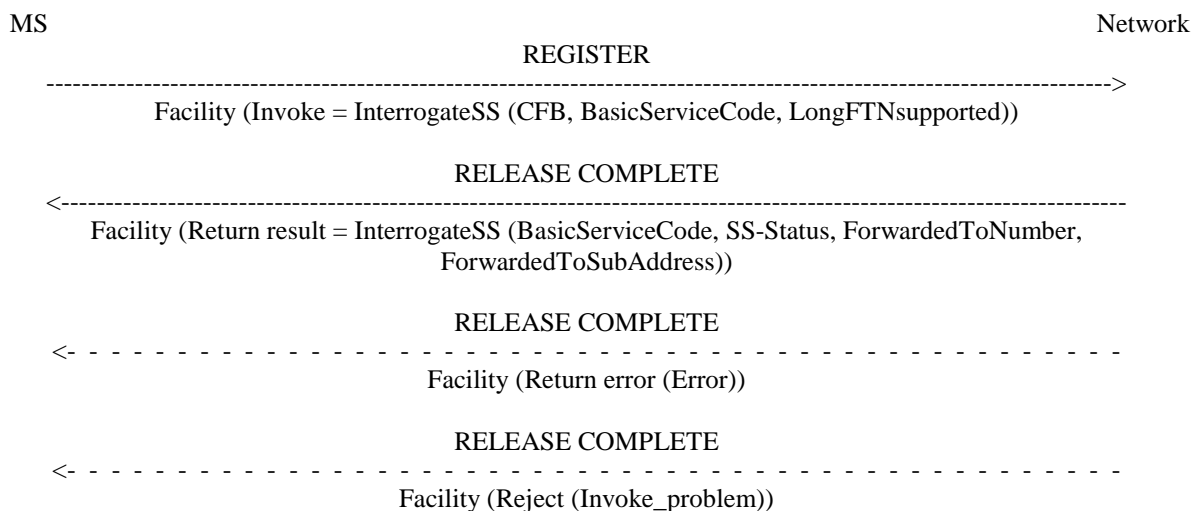 MS Network
REGISTER
------------------------------------------------------------------------------------------------------------------------>
Facility (Invoke = InterrogateSS (CFB, BasicServiceCode, LongFTNsupported))
RELEASE COMPLETE
<------------------------------------------------------------------------------------------------------------------------
Facility (Return result = InterrogateSS (BasicServiceCode, SS-Status, ForwardedToNumber,
ForwardedToSubAddress))
RELEASE COMPLETE
<- - - - - - - - - - - - - - - - - - - - - - - - - - - - - - - - - - - - - - - - - - - - - - - - -
Facility (Return error (Error))
RELEASE COMPLETE
<- - - - - - - - - - - - - - - - - - - - - - - - - - - - - - - - - - - - - - - - - - - - - - - - -
Facility (Reject (Invoke_problem))